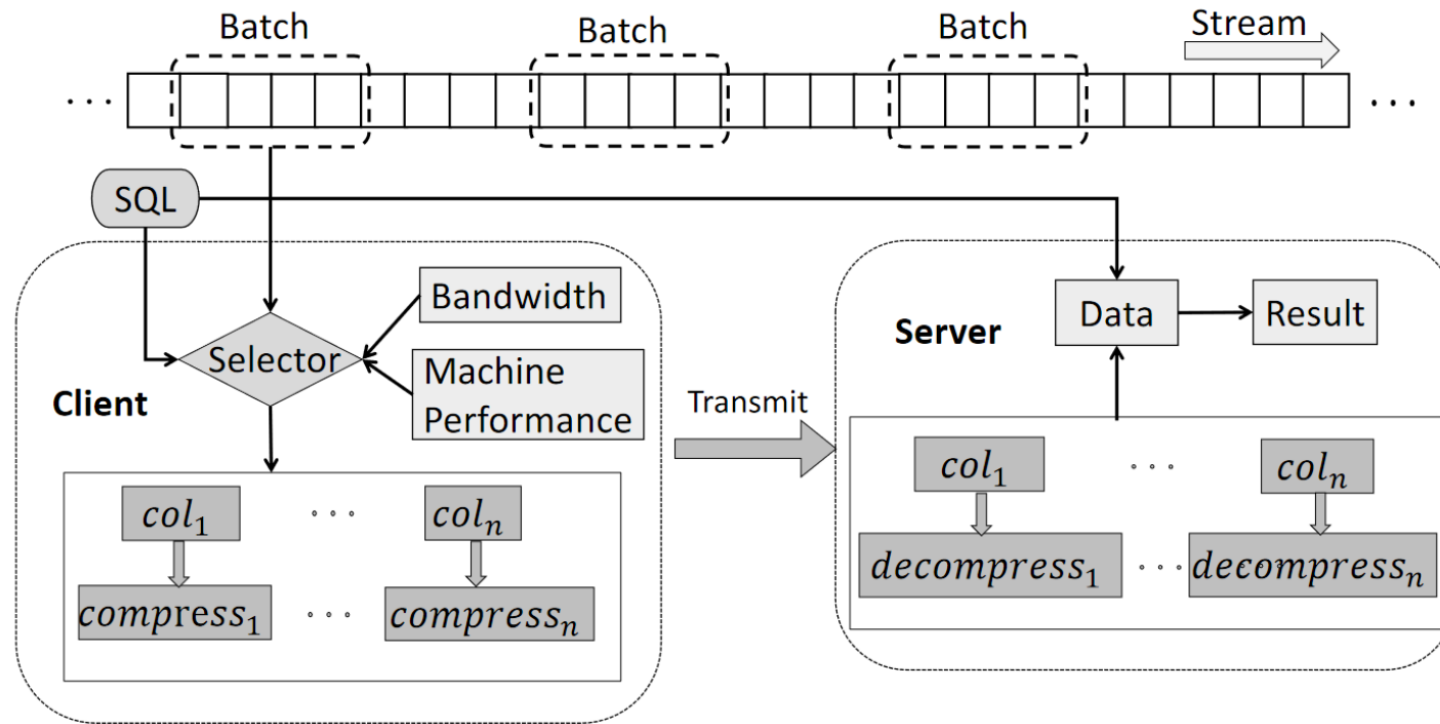 Batch
Batch
Batch
Stream
. . .
. . .
SQL
Bandwidth
Selector
Machine
Performance
Client
Transmit
Server
Data
Result
col₁
. . .
colₙ
compress₁
. . .
compressₙ
col₁
. . .
colₙ
decompress₁
. . .
decompressₙ